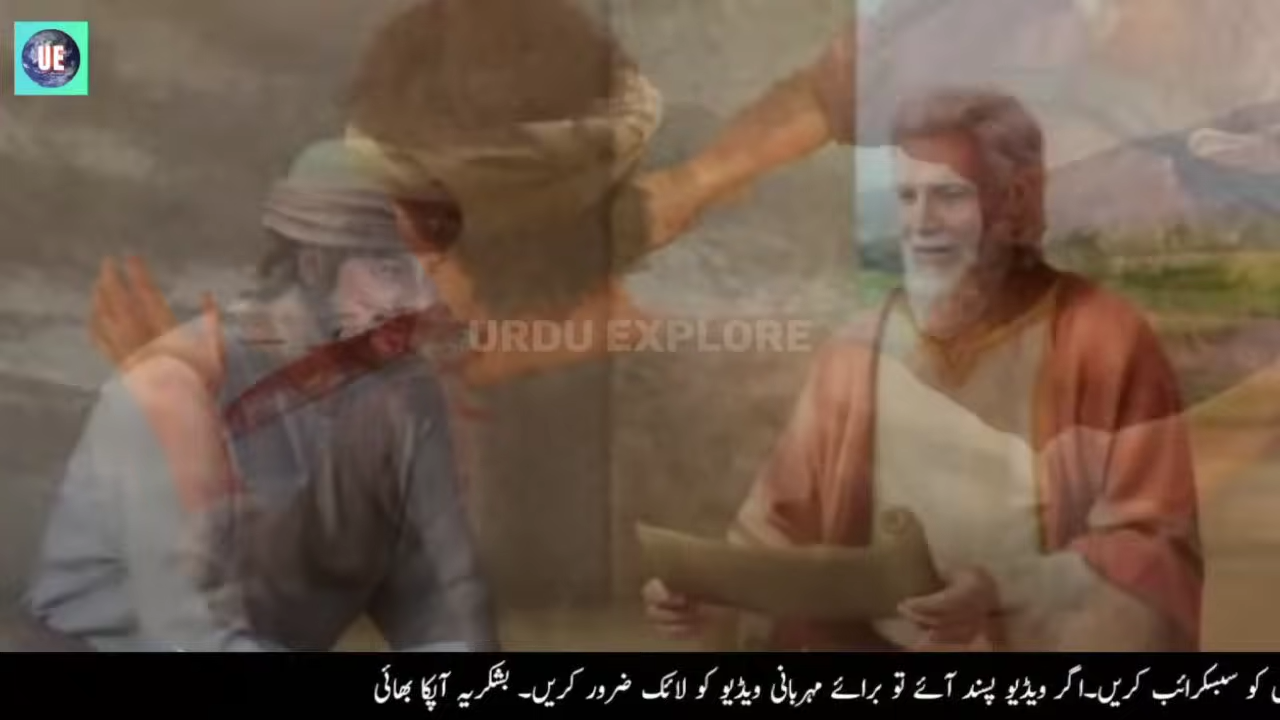 UE
URDU EXPLORE
کو سبسکرائب کریں۔اگر ویڈیو پسند آئے تو برائے مہربانی ویڈیو کو لائک ضرور کریں۔ بشکریہ آپکا بھائی